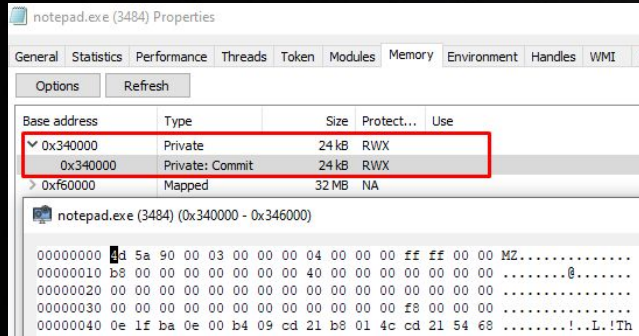 notepad.exe (3484) Properties
General Statistics Performance Threads Token Modules Memory Environment Handles WMI
Options Refresh
Base address Type Size Protect... Use
0x340000 Private 24 kB RWX
0x340000 Private: Commit 24 kB RWX
0xf60000 Mapped 32 MB NA
notepad.exe (3484) (0x340000 - 0x346000)
00000000 4d 5a 90 00 03 00 00 00 04 00 00 00 ff ff 00 00 MZ..............
00000010 b8 00 00 00 00 00 00 00 40 00 00 00 00 00 00 00 ........@.......
00000020 00 00 00 00 00 00 00 00 00 00 00 00 00 00 00 00 ................
00000030 00 00 00 00 00 00 00 00 00 00 00 00 f8 00 00 00 ................
00000040 0e 1f ba 0e 00 b4 09 cd 21 b8 01 4c cd 21 54 68 ........!..L.!Th